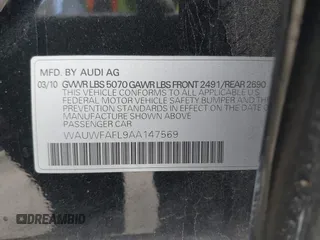 MFD. BY AUDI AG
03/10 GVWR LBS 5070 GAWR LBS FRONT 2491/REAR 2690
THIS VEHICLE CONFORMS TO ALL APPLICABLE U.S.
FEDERAL MOTOR VEHICLE SAFETY, BUMPER AND THEFT
PREVENTION STANDARDS IN EFFECT ON THE DATE OF
MANUFACTURE SHOWN ABOVE
PASSENGER CAR
WAUWFAFL9AA147569
DREAMBID